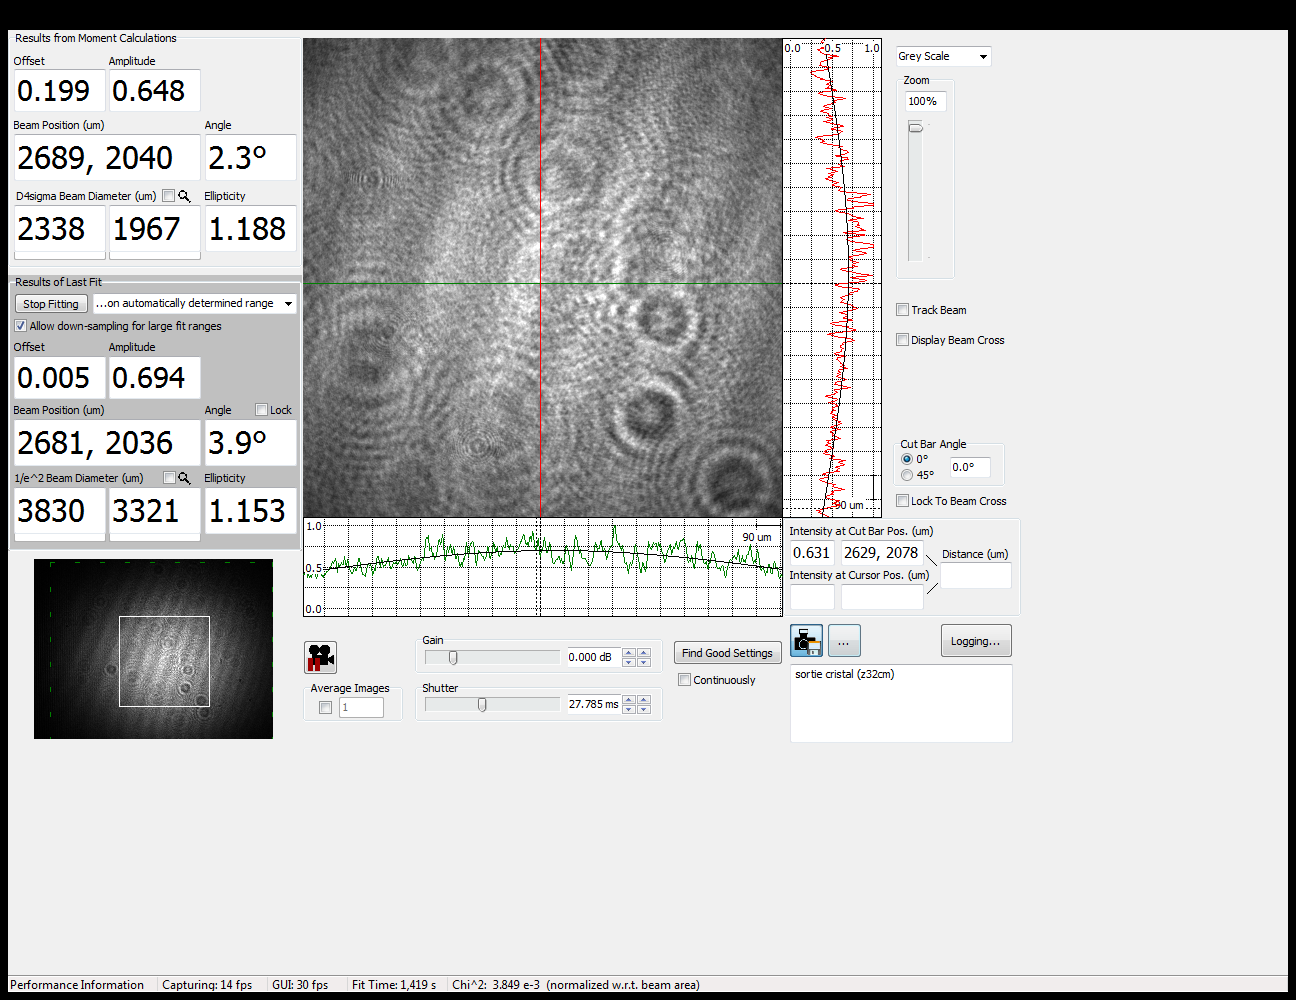 Results from Moment Calculations
Offset Amplitude
0.199 0.648
Beam Position (um) Angle
2689, 2040 2.3°
D4sigma Beam Diameter (um) Ellipticity
2338 1967 1.188
Results of Last Fit
Stop Fitting ...on automatically determined range
Allow down-sampling for large fit ranges
Offset Amplitude
0.005 0.694
Beam Position (um) Angle Lock
2681, 2036 3.9°
1/e^2 Beam Diameter (um) Ellipticity
3830 3321 1.153
0.0 0.5 1.0
90 um
1.0
0.5
0.0
90 um
Grey Scale
Zoom
100%
Track Beam
Display Beam Cross
Cut Bar Angle
0°
45°
0.0°
Lock To Beam Cross
Intensity at Cut Bar Pos. (um)
0.631 2629, 2078
Distance (um)
Intensity at Cursor Pos. (um)
Gain
0.000 dB
Find Good Settings
Continuously
Average Images
1
Shutter
27.785 ms
...
Logging...
sortie cristal (z32cm)
Performance Information Capturing: 14 fps GUI: 30 fps Fit Time: 1,419 s Chi^2: 3.849 e-3 (normalized w.r.t. beam area)